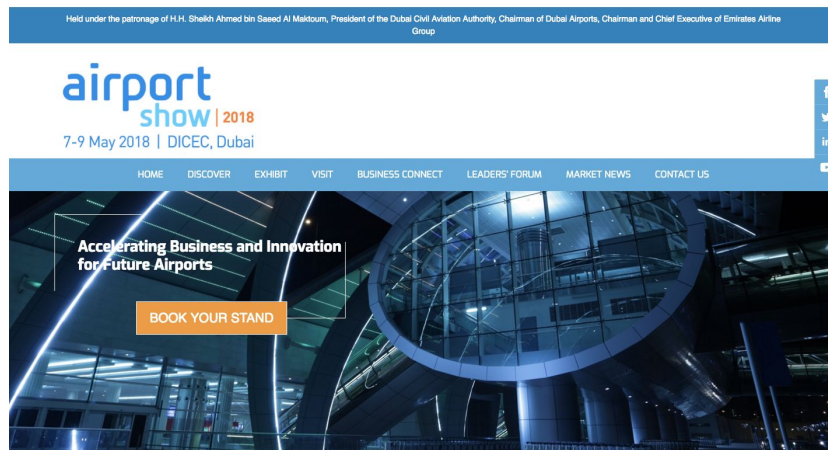 Held under the patronage of H.H. Sheikh Ahmed bin Saeed Al Maktoum, President of the Dubai Civil Aviation Authority, Chairman of Dubai Airports, Chairman and Chief Executive of Emirates Airline
Group
airport
show | 2018
7-9 May 2018 | DICEC, Dubai
HOME DISCOVER EXHIBIT VISIT BUSINESS CONNECT LEADERS' FORUM MARKET NEWS CONTACT US
Accelerating Business and Innovation
for Future Airports
BOOK YOUR STAND